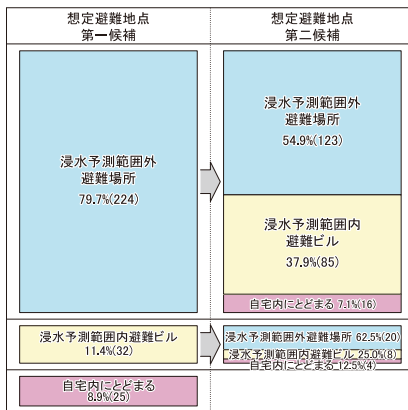 想定避難地点
第一候補
想定避難地点
第二候補
浸水予測範囲外
避難場所
79.7%(224)
浸水予測範囲外
避難場所
54.9%(123)
浸水予測範囲内
避難ビル
37.9%(85)
自宅内にとどまる 7.1%(16)
浸水予測範囲内避難ビル
11.4%(32)
浸水予測範囲外避難場所 62.5%(20)
浸水予測範囲内避難ビル 25.0%(8)
自宅内にとどまる 12.5%(4)
自宅内にとどまる
8.9%(25)